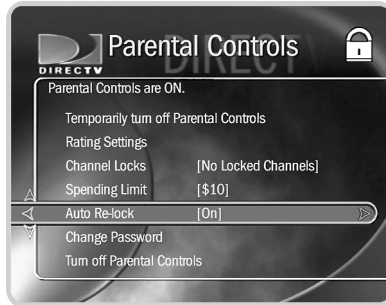 DIRECTV
Parental Controls
DIRECT
Parental Controls are ON.
Temporarily turn off Parental Controls
Rating Settings
Channel Locks [No Locked Channels]
Spending Limit [$10]
Auto Re-lock [On]
Change Password
Turn off Parental Controls